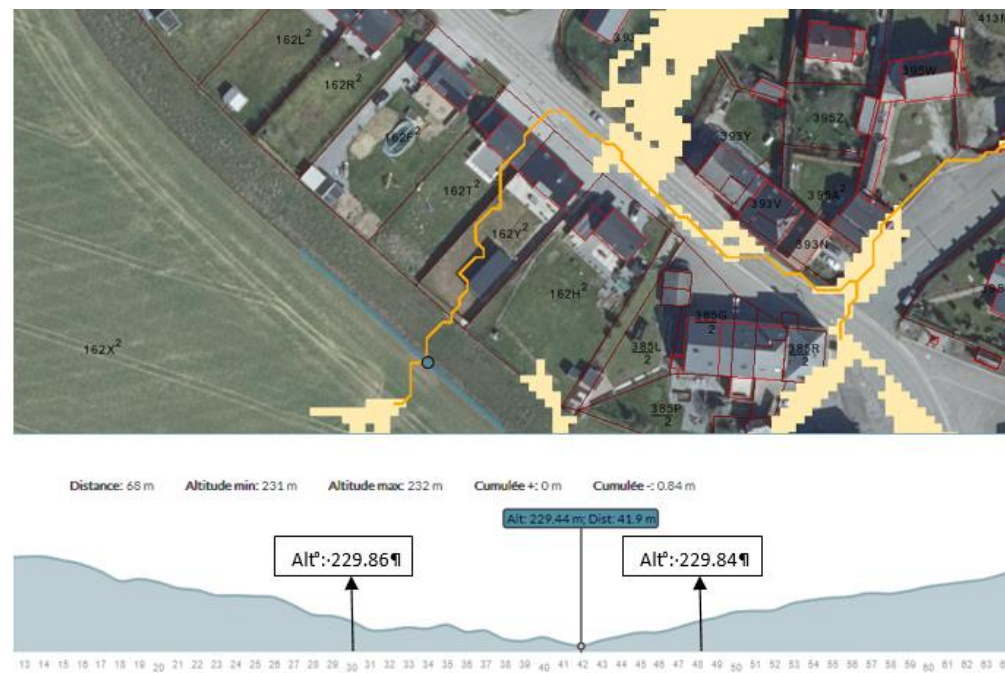 413M
162L²
393
395W
162R²
395Z
162F²
393Y
162T²
395A²
393V
162Y²
393N
162H²
385G
2
385L
2
385R
2
162X²
385P
2
Distance: 68 m Altitude min: 231 m Altitude max: 232 m Cumulée +: 0 m Cumulée -: 0.84 m
Alt: 229.44 m; Dist: 41.9 m
Alt°:·229.86¶ Alt°:·229.84¶
13 14 15 16 17 18 19 20 21 22 23 24 25 26 27 28 29 30 31 32 33 34 35 36 37 38 39 40 41 42 43 44 45 46 47 48 49 50 51 52 53 54 55 56 57 58 59 60 61 62 63